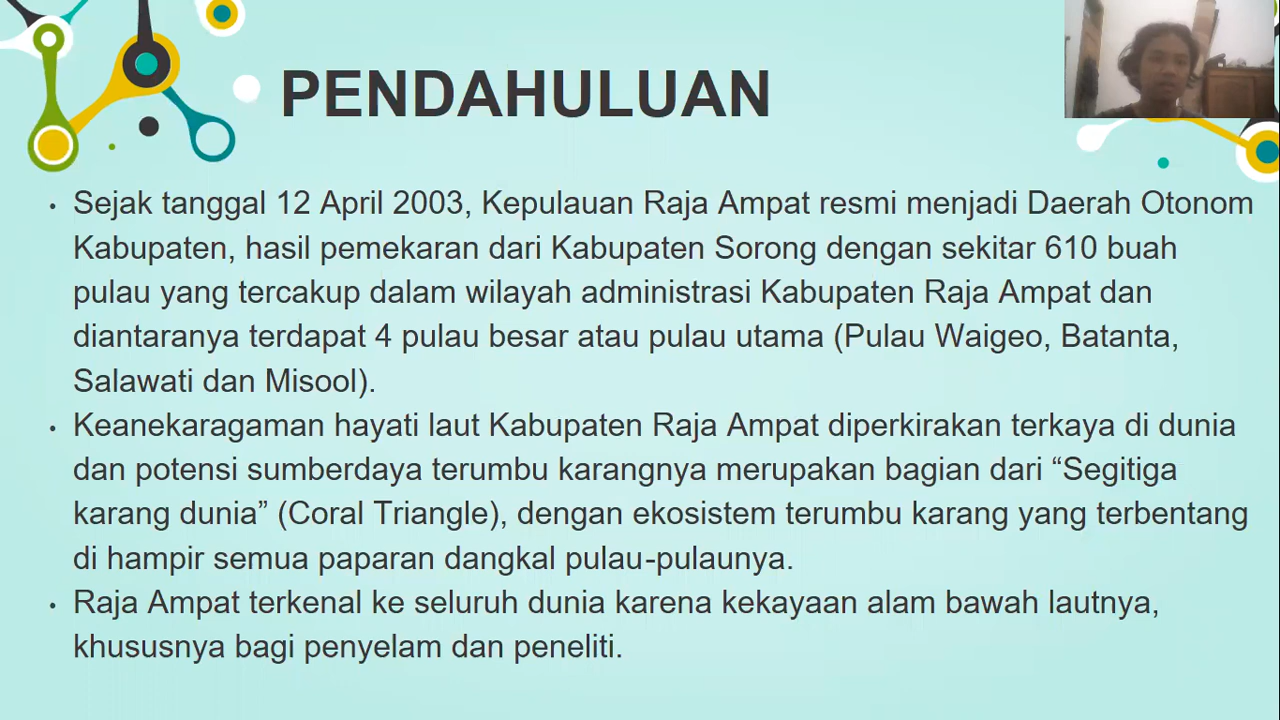 PENDAHULUAN
• Sejak tanggal 12 April 2003, Kepulauan Raja Ampat resmi menjadi Daerah Otonom
Kabupaten, hasil pemekaran dari Kabupaten Sorong dengan sekitar 610 buah
pulau yang tercakup dalam wilayah administrasi Kabupaten Raja Ampat dan
diantaranya terdapat 4 pulau besar atau pulau utama (Pulau Waigeo, Batanta,
Salawati dan Misool).
• Keanekaragaman hayati laut Kabupaten Raja Ampat diperkirakan terkaya di dunia
dan potensi sumberdaya terumbu karangnya merupakan bagian dari “Segitiga
karang dunia” (Coral Triangle), dengan ekosistem terumbu karang yang terbentang
di hampir semua paparan dangkal pulau-pulaunya.
• Raja Ampat terkenal ke seluruh dunia karena kekayaan alam bawah lautnya,
khususnya bagi penyelam dan peneliti.